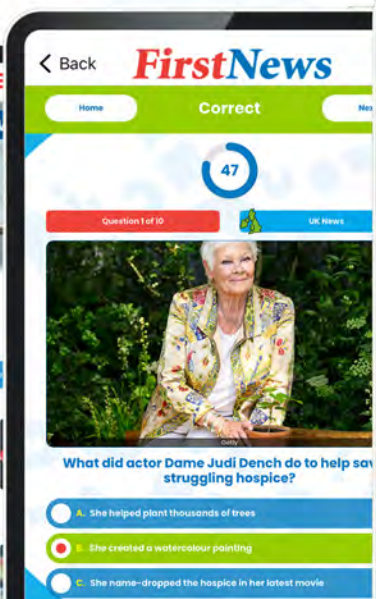 Back
FirstNews
Home
Correct
47
Question 1 of 10
UK News
Getty
What did actor Dame Judi Dench do to help
struggling hospice?
A. She helped plant thousands of trees
B. She created a watercolour painting
C. She name-dropped the hospice in her latest movie